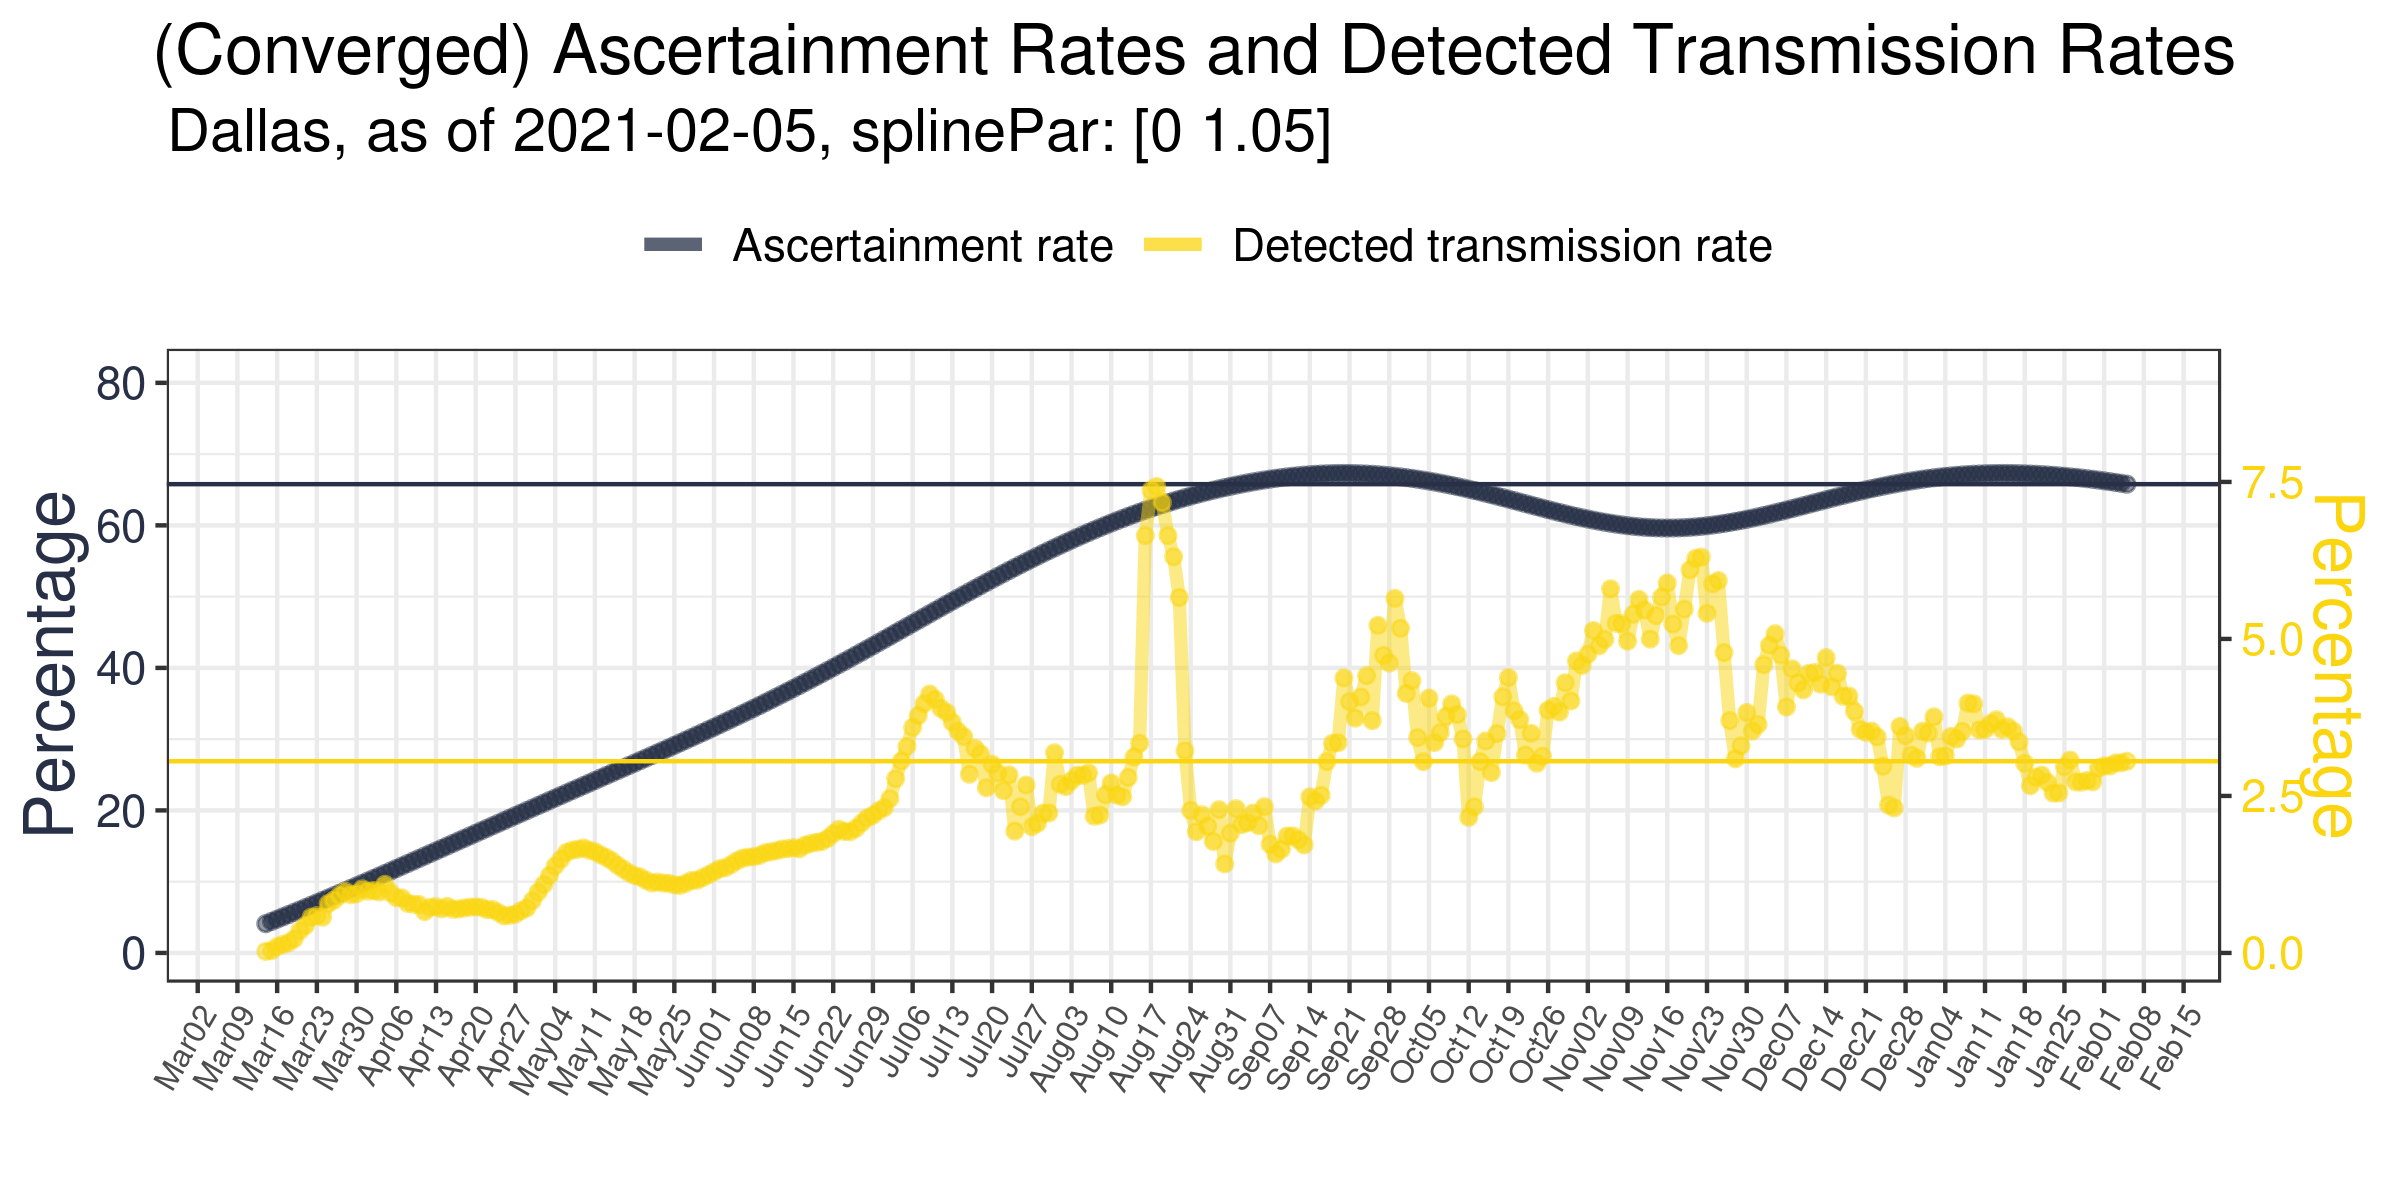 (Converged) Ascertainment Rates and Detected Transmission Rates
Dallas, as of 2021-02-05, splinePar: [0 1.05]
Ascertainment rate
Detected transmission rate
Percentage
80
60
40
20
0
7.5
5.0
2.5
0.0
Percentage
Mar02
Mar09
Mar16
Mar23
Mar30
Apr06
Apr13
Apr20
Apr27
May04
May11
May18
May25
Jun01
Jun08
Jun15
Jun22
Jun29
Jul06
Jul13
Jul20
Jul27
Aug03
Aug10
Aug17
Aug24
Aug31
Sep07
Sep14
Sep21
Sep28
Oct05
Oct12
Oct19
Oct26
Nov02
Nov09
Nov16
Nov23
Nov30
Dec07
Dec14
Dec21
Dec28
Jan04
Jan11
Jan18
Jan25
Feb01
Feb08
Feb15